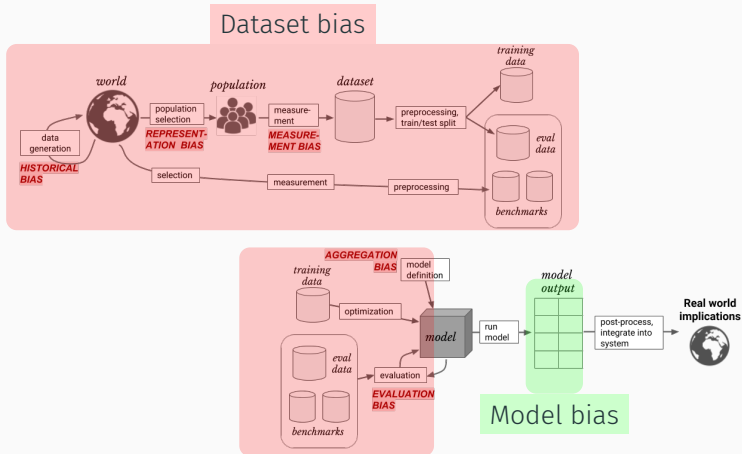 Dataset bias
world
population
dataset
training
data
population
selection
measure-
ment
preprocessing,
train/test split
data
generation
REPRESENT-
ATION BIAS
MEASURE-
MENT BIAS
eval
data
HISTORICAL
BIAS
selection
measurement
preprocessing
benchmarks
AGGREGATION
BIAS
model
definition
training
data
optimization
model
run
model
model
output
post-process,
integrate into
system
Real world
implications
eval
data
evaluation
EVALUATION
BIAS
benchmarks
Model bias